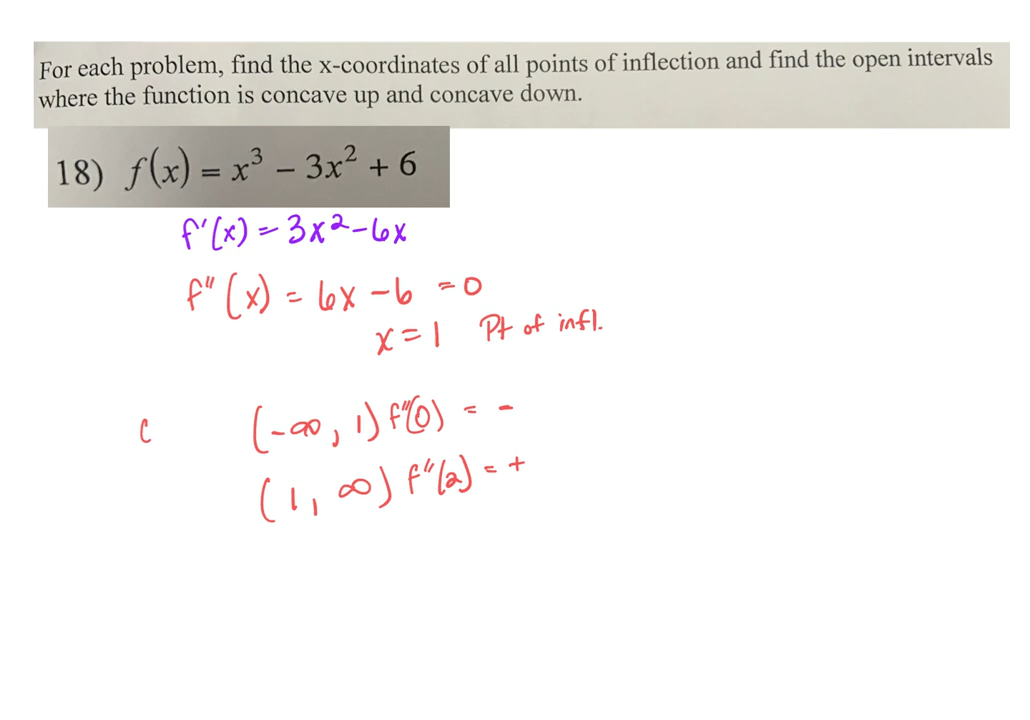 For each problem, find the x-coordinates of all points of inflection and find the open intervals
where the function is concave up and concave down.
18) f(x) = x³ – 3x² + 6
f'(x) = 3x² – 6x
f"(x) = 6x – 6 = 0
x = 1 Pt of infl.
C (-∞, 1) f"(0) = -
(1, ∞) f"(2) = +